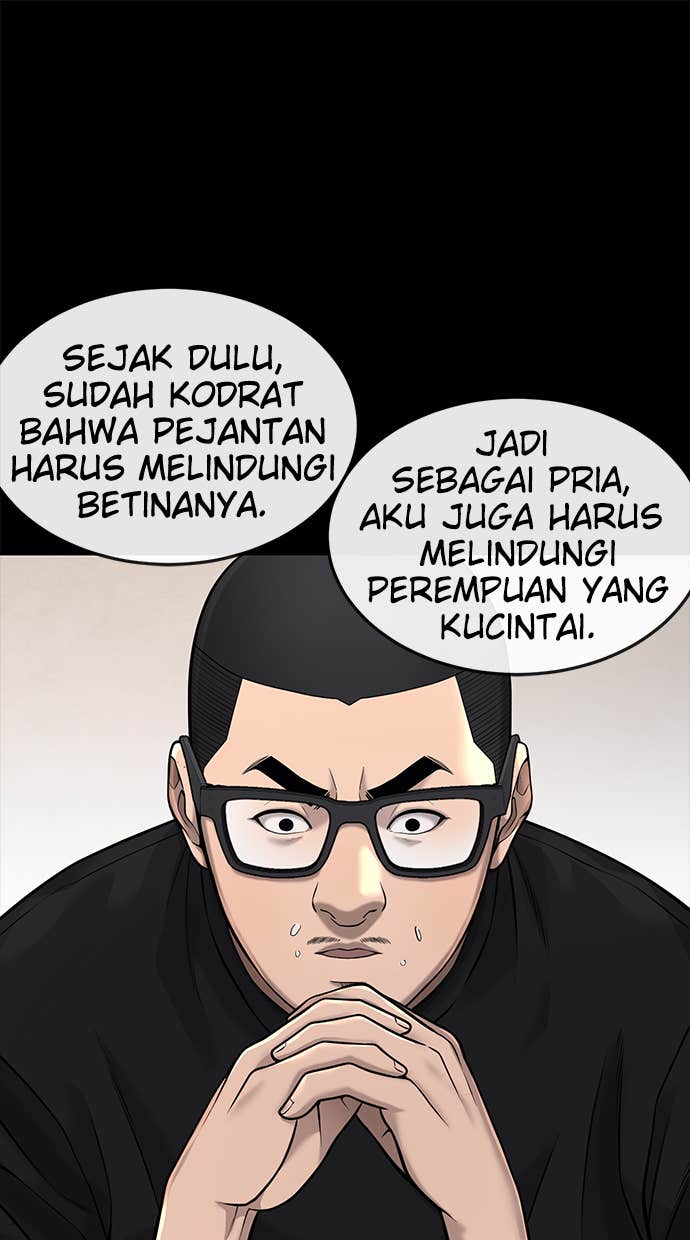 SEJAK DULU,
SUDAH KODRAT
BAHWA PEJANTAN
HARUS MELINDUNGI
BETINANYA.
JADI
SEBAGAI PRIA,
AKU JUGA HARUS
MELINDUNGI
PEREMPUAN YANG
KUCINTAI.